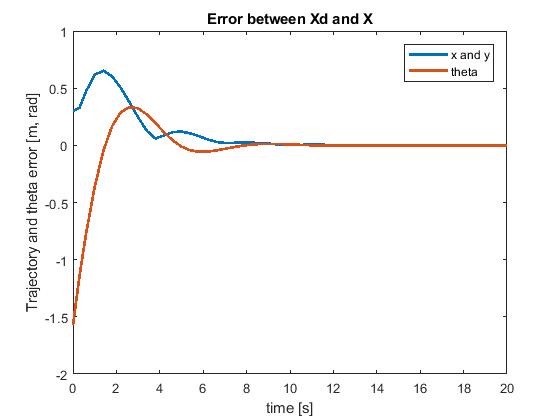 Error between Xd and X
x and y
theta
Trajectory and theta error [m, rad]
1
0.5
0
-0.5
-1
-1.5
-2
0 2 4 6 8 10 12 14 16 18 20
time [s]